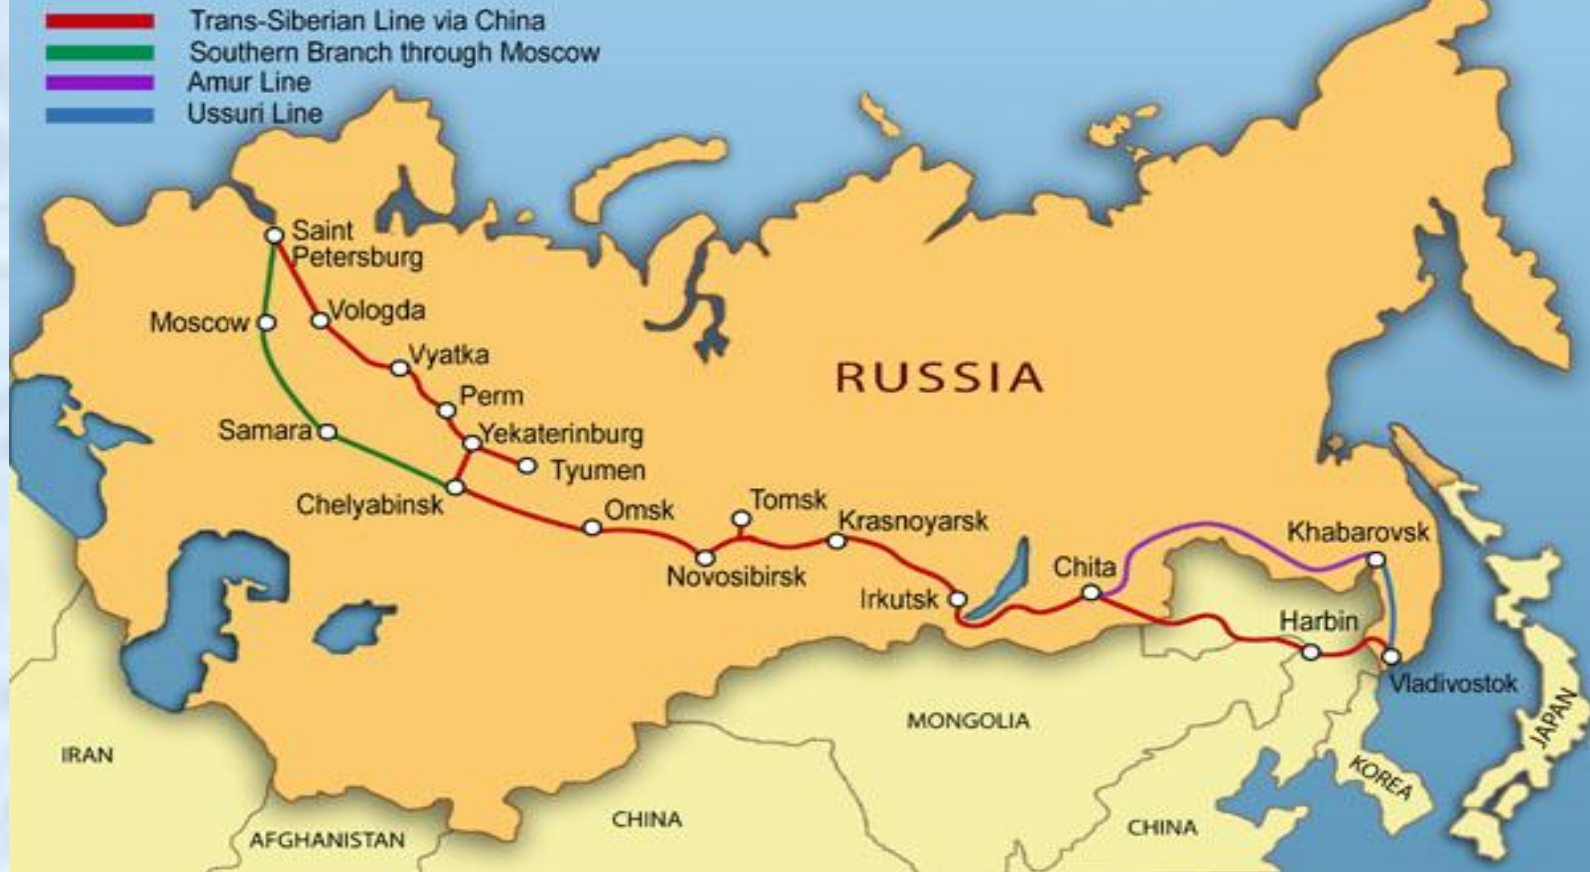 Trans-Siberian Line via China
Southern Branch through Moscow
Amur Line
Ussuri Line
Saint
Petersburg
Moscow
Vologda
Vyatka
Perm
Samara
Yekaterinburg
Tyumen
Chelyabinsk
Omsk
Tomsk
Novosibirsk
Krasnoyarsk
RUSSIA
Irkutsk
Chita
Khabarovsk
Harbin
Vladivostok
MONGOLIA
IRAN
AFGHANISTAN
CHINA
CHINA
KOREA
JAPAN